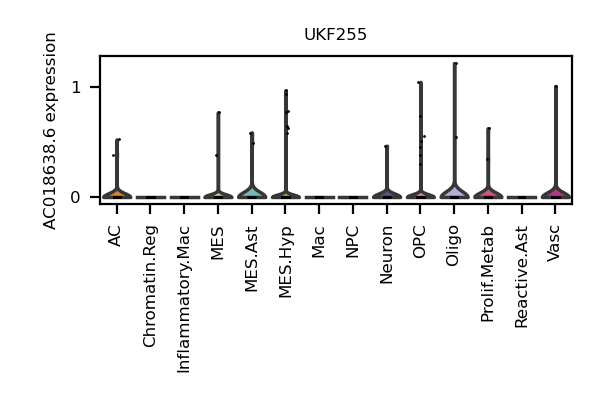 UKF255
AC018638.6 expression
1
0
AC
Chromatin.Reg
Inflammatory.Mac
MES
MES.Ast
MES.Hyp
Mac
NPC
Neuron
OPC
Oligo
Prolif.Metab
Reactive.Ast
Vasc